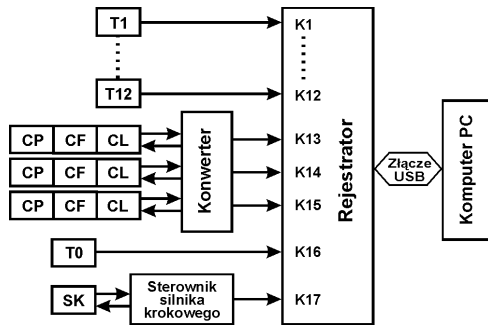 T1
K1
T12
K12
CP CF CL
CP CF CL
CP CF CL
Konwerter
K13
K14
K15
Rejestrator
Złącze
USB
Komputer PC
T0
K16
SK
Sterownik
silnika
krokowego
K17